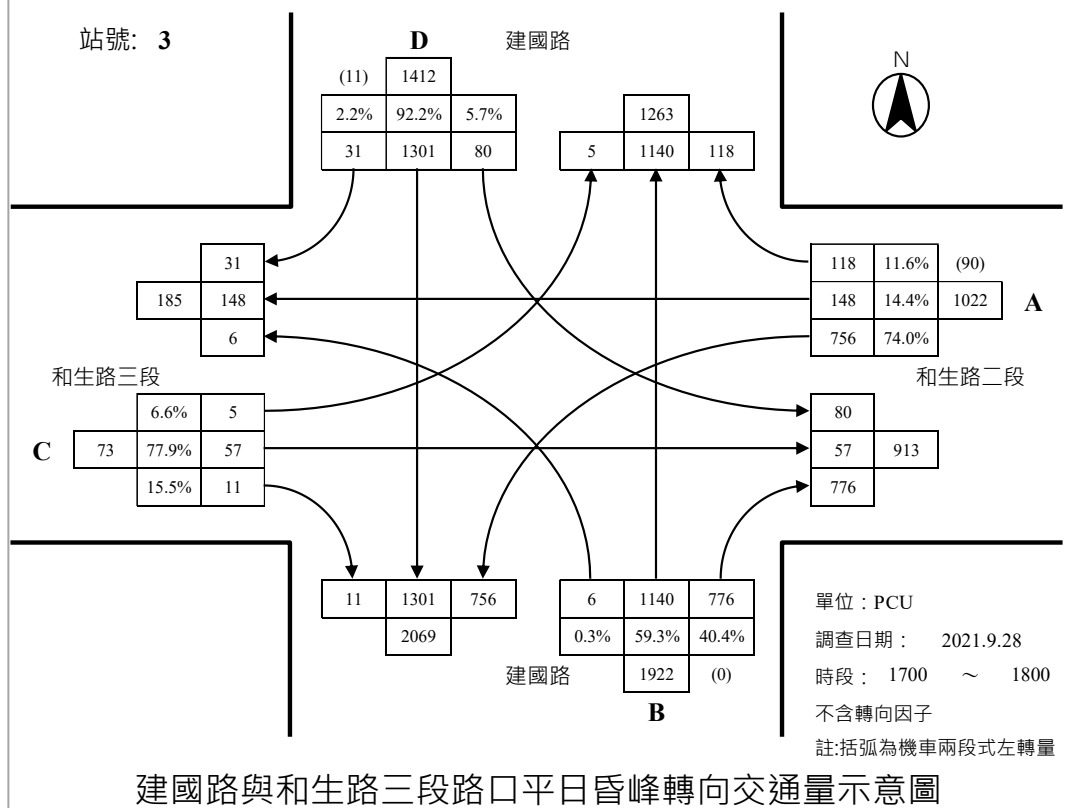 站號: 3
D 建國路
N
(11) 1412
2.2% 92.2% 5.7%
31 1301 80
1263
5 1140 118
31
185 148
6
118 11.6% (90)
148 14.4% 1022 A
756 74.0%
和生路三段
和生路二段
6.6% 5
C 73 77.9% 57
15.5% 11
80
57 913
776
11 1301 756
2069
6 1140 776
0.3% 59.3% 40.4%
建國路 1922 (0)
B
單位：PCU
調查日期： 2021.9.28
時段： 1700 ～ 1800
不含轉向因子
註:括弧為機車兩段式左轉量
建國路與和生路三段路口平日昏峰轉向交通量示意圖